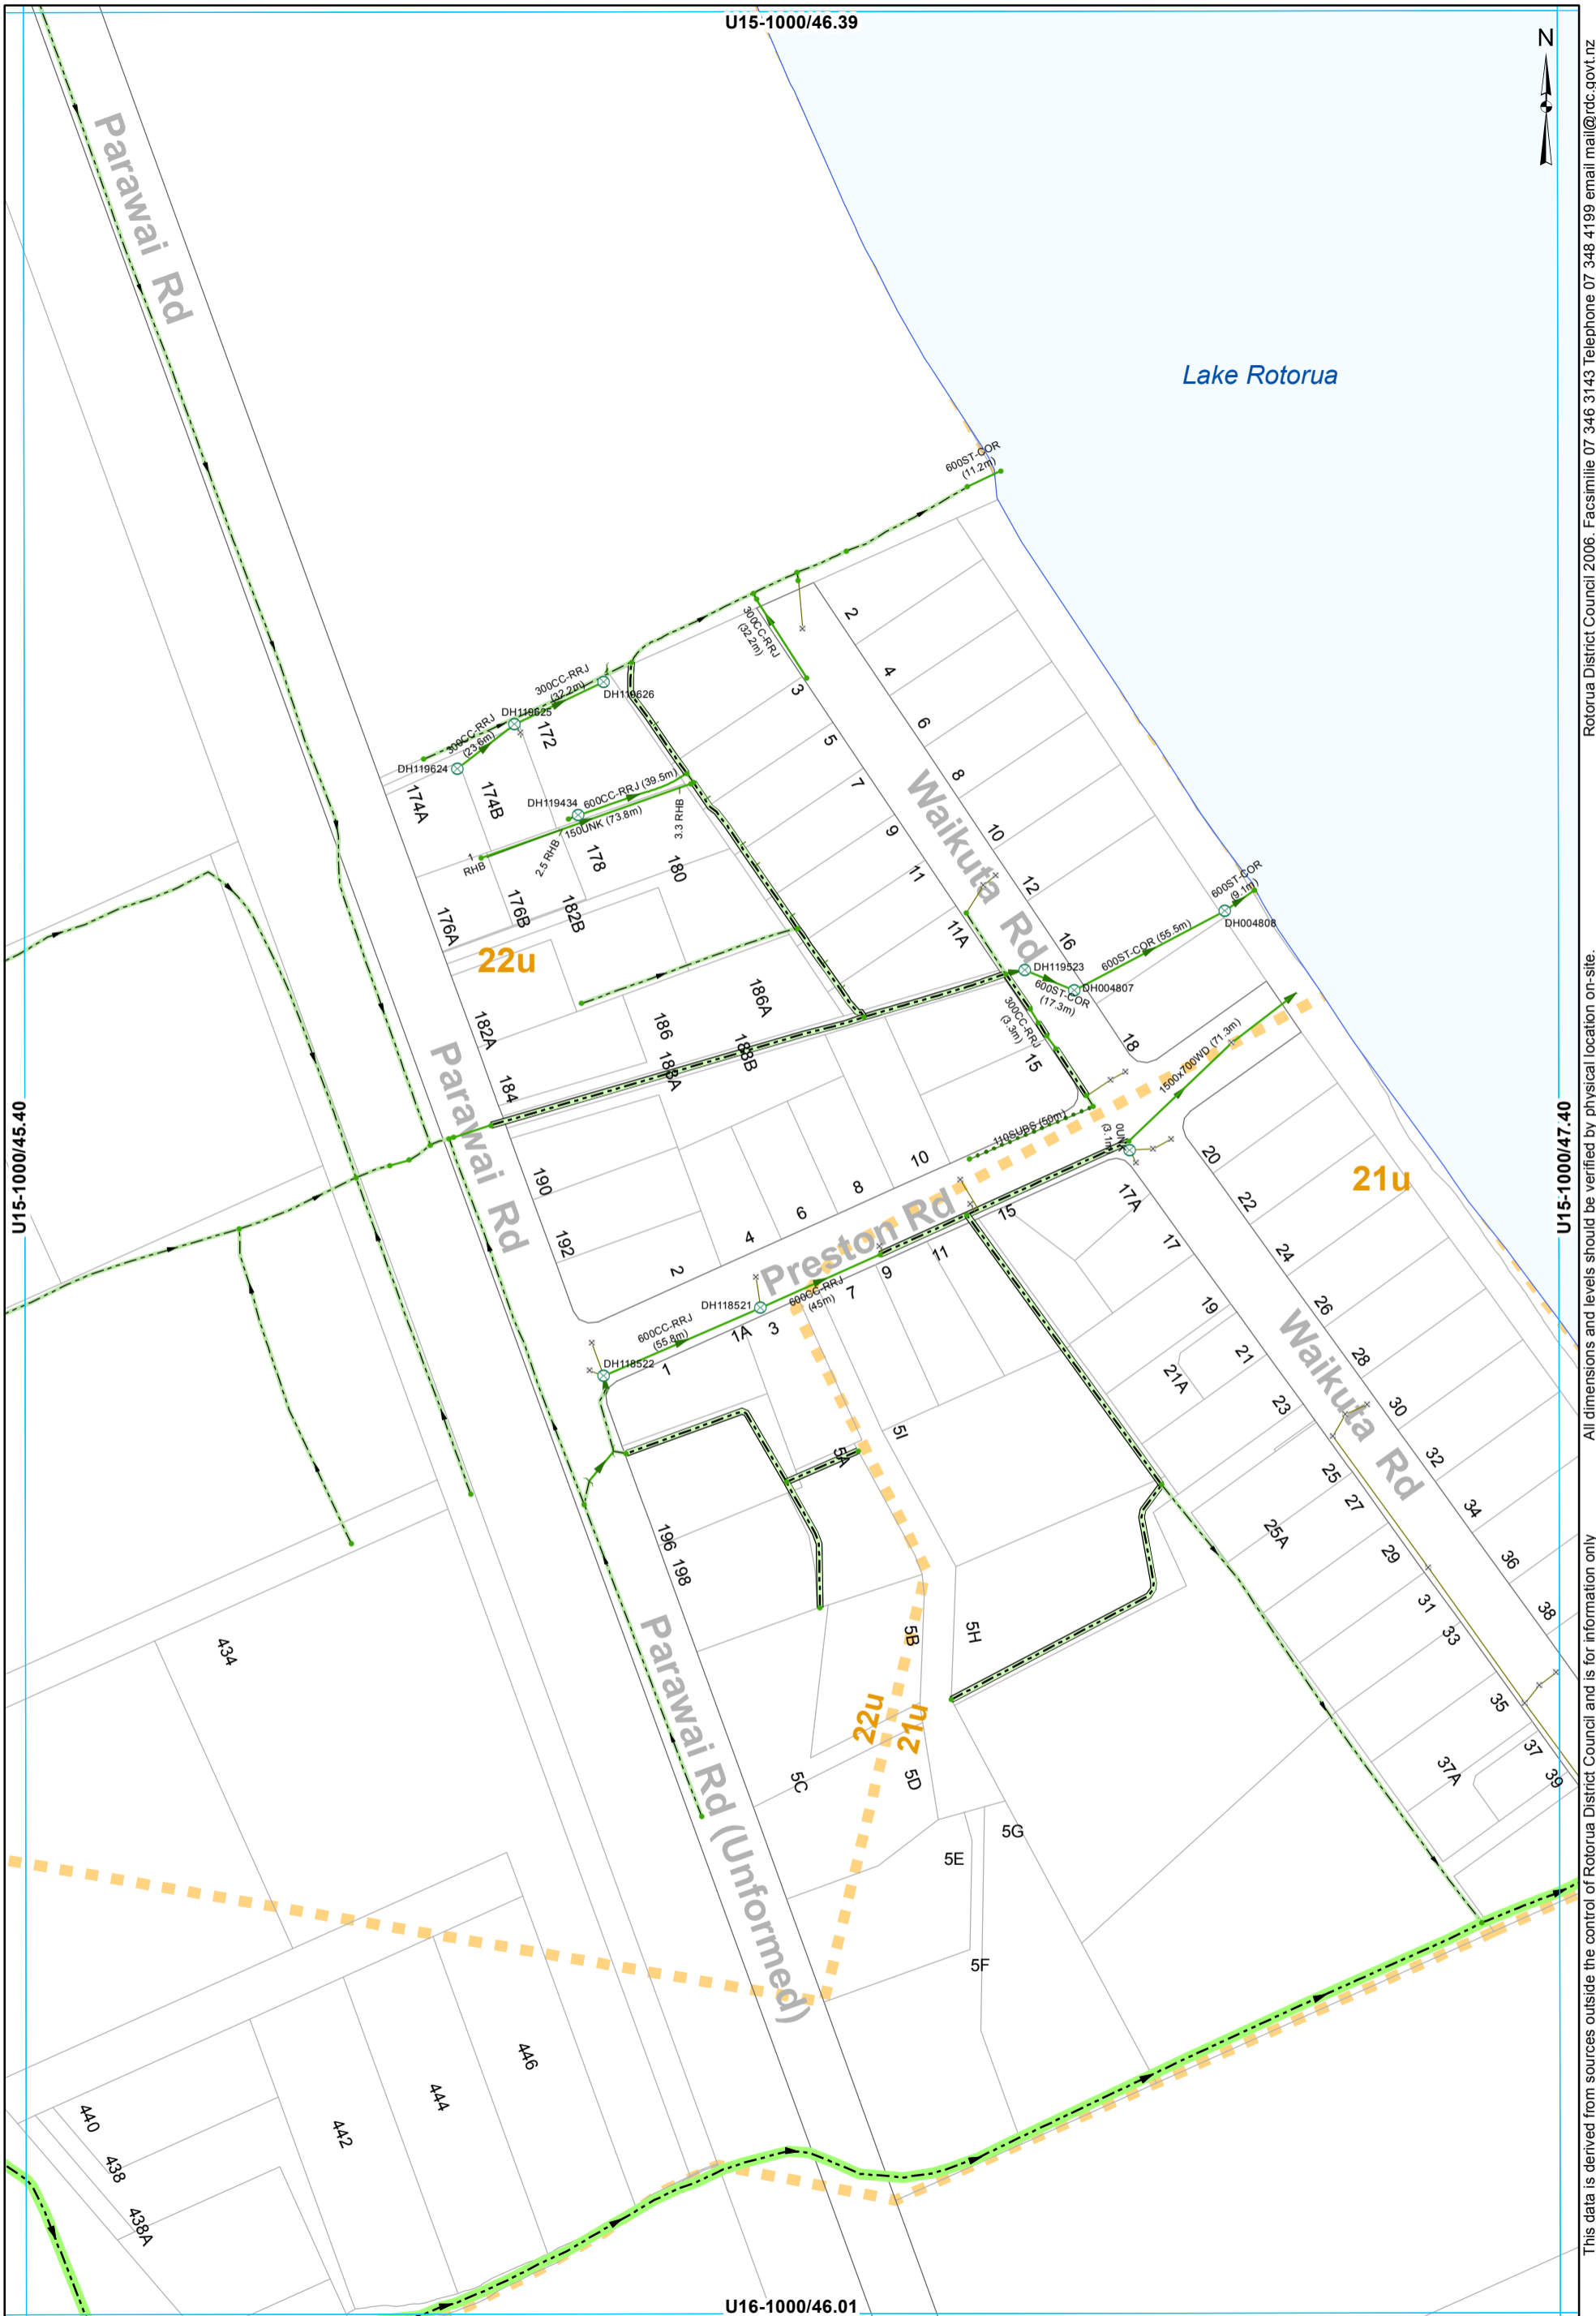 U15-1000/46.39
N
Parawai Rd
Lake Rotorua
600ST-COR
(11.2m)
300CC-RRJ
(32.2m)
2
4
6
8
10
12
16
18
3
5
7
9
11
11A
15
Waikuta Rd
300CC-RRJ
(32.2m)
DH119626
DH119625
300CC-RRJ
(23.6m)
DH119624
172
174A
174B
DH119434
600CC-RRJ (39.5m)
150UNK (73.8m)
3.3 RHB
2.5 RHB
1
RHB
178
180
176A
176B
182B
22u
186A
182A
186
188A
188B
184
Parawai Rd
190
192
600ST-COR
(9.1m)
DH004808
600ST-COR (55.5m)
DH119523
DH004807
600ST-COR
(17.3m)
300CC-RRJ
(3.3m)
1500x700WD (71.3m)
110SUBS (50m)
0UNK
(3.1m)
U15-1000/45.40
U15-1000/47.40
21u
2
4
6
8
10
Preston Rd
DH118521
600CC-RRJ
(45m)
600CC-RRJ
(55.8m)
DH118522
1
1A
3
7
9
11
15
17A
17
19
21
21A
23
25
25A
27
29
31
33
35
37
37A
39
20
22
24
26
28
30
32
34
36
38
Waikuta Rd
5I
5A
5B
5H
196
198
22u
21u
5C
5D
5G
5E
5F
Parawai Rd (Unformed)
434
446
444
442
440
438
438A
U16-1000/46.01
Rotorua District Council 2006. Facsimilie 07 346 3143 Telephone 07 348 4199 email mail@rdc.govt.nz
All dimensions and levels should be verified by physical location on-site.
This data is derived from sources outside the control of Rotorua District Council and is for information only